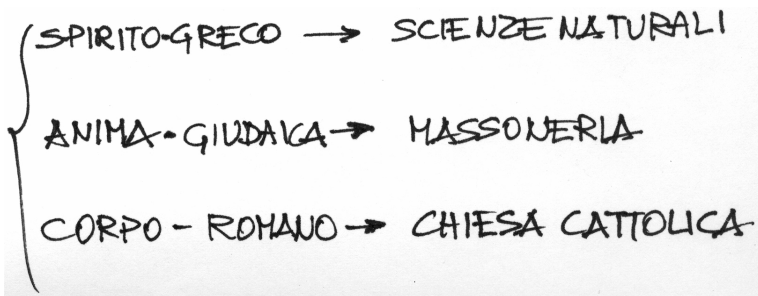 SPIRITO-GRECO → SCIENZE NATURALI
ANIMA-GIUDAICA → MASSONERIA
CORPO - ROMANO → CHIESA CATTOLICA